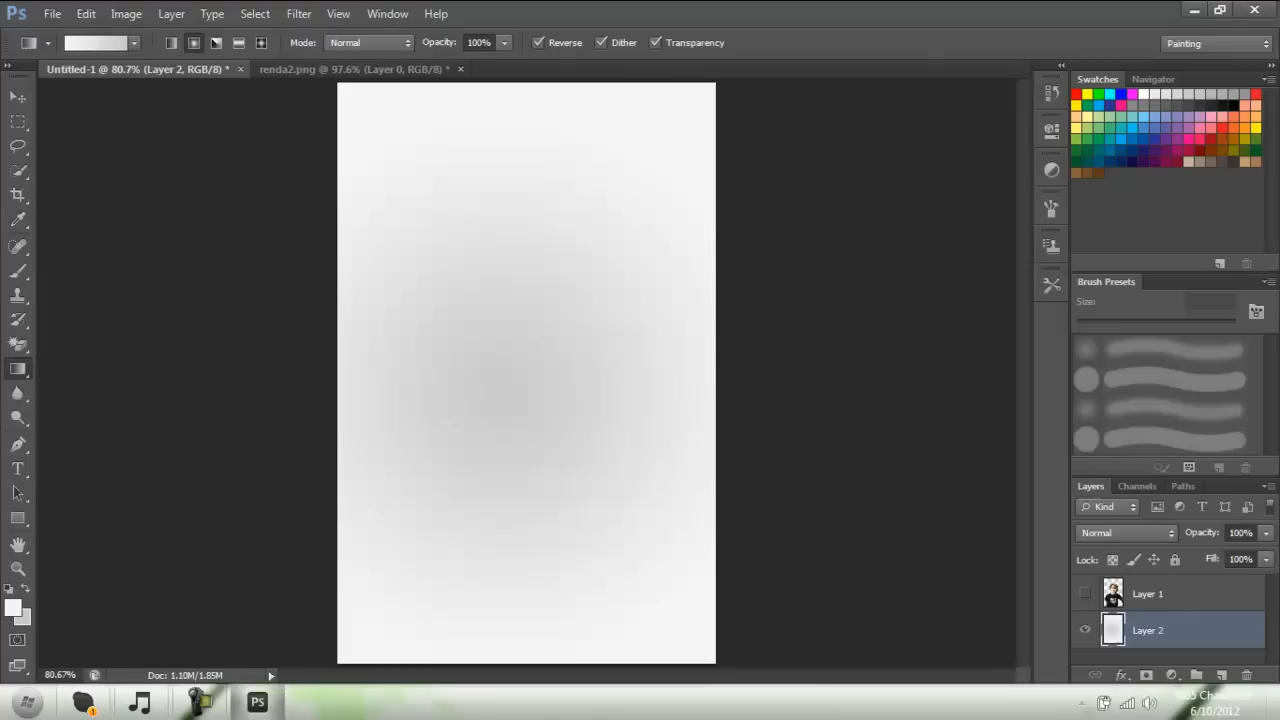 Ps File Edit Image Layer Type Select Filter View Window Help
Mode: Normal Opacity: 100% Reverse Dither Transparency Painting
Untitled-1 @ 80.7% (Layer 2, RGB/8) * × renda2.png @ 97.6% (Layer 0, RGB/8) * ×
Swatches Navigator
Brush Presets
Size:
Layers Channels Paths
Kind
Normal Opacity: 100%
Lock: Fill: 100%
Layer 1
Layer 2
80.67% Doc: 1.10M/1.85M
Ps
6/10/2012